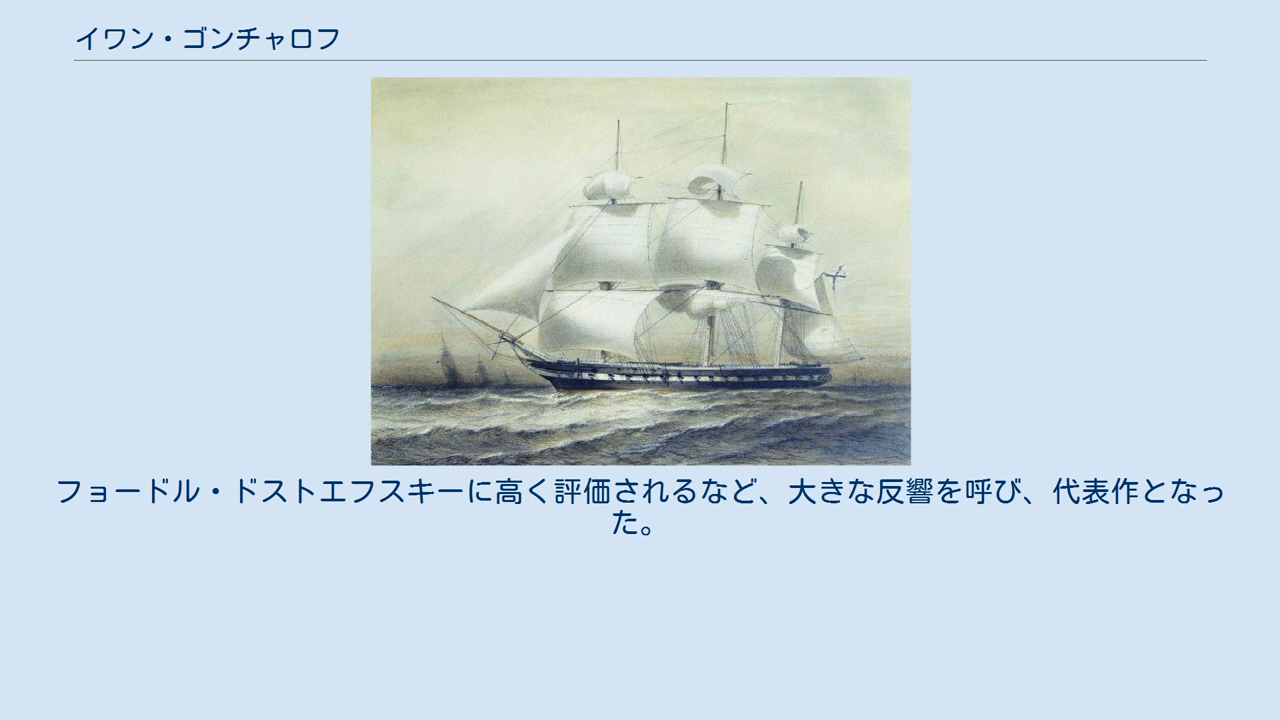 イワン・ゴンチャロフ
フョードル・ドストエフスキーに高く評価されるなど、大きな反響を呼び、代表作となっ
た。